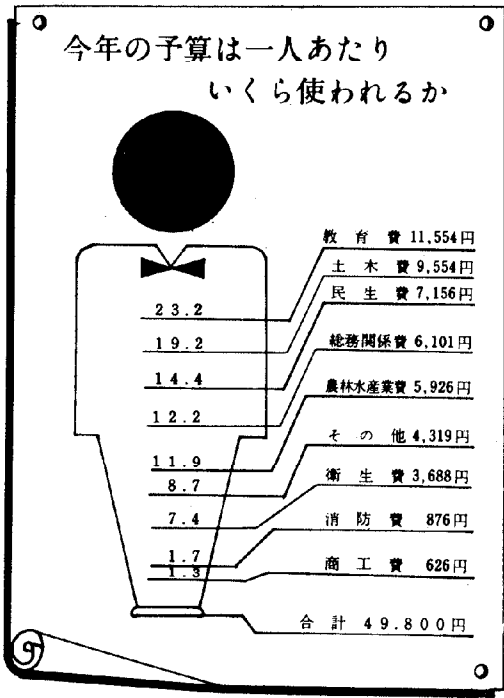 今年の予算は一人あたり
いくら使われるか
23.2 教育費 11,554円
19.2 土木費 9,554円
14.4 民生費 7,156円
12.2 総務関係費 6,101円
11.9 農林水産業費 5,926円
8.7 その他 4,319円
7.4 衛生費 3,688円
1.7 消防費 876円
1.3 商工費 626円
合計 49.800円